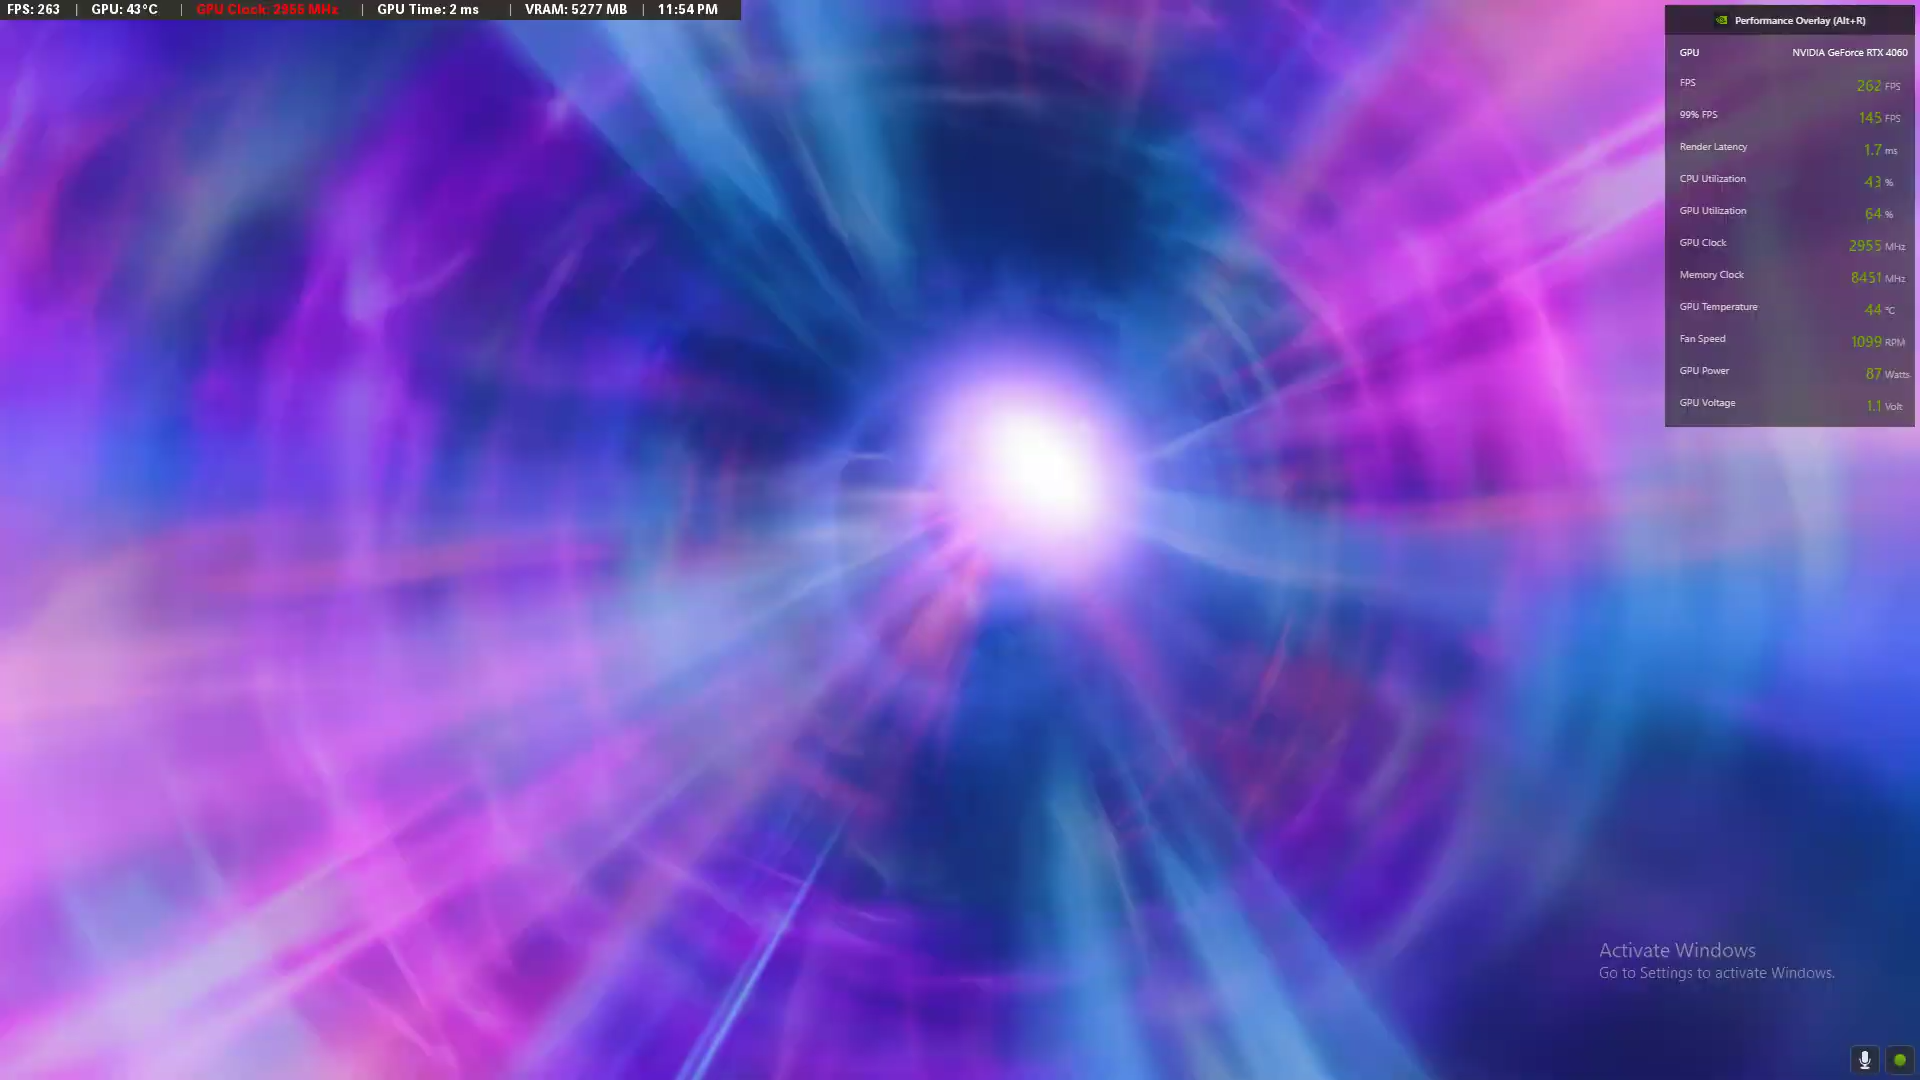 FPS: 263 | GPU: 43°C | GPU Clock: 2955 MHz | GPU Time: 2 ms | VRAM: 5277 MB | 11:54 PM
Performance Overlay (Alt+R)
GPU NVIDIA GeForce RTX 4060
FPS 262 FPS
99% FPS 145 FPS
Render Latency 1.7 ms
CPU Utilization 43 %
GPU Utilization 64 %
GPU Clock 2955 MHz
Memory Clock 8451 MHz
GPU Temperature 44 °C
Fan Speed 1099 RPM
GPU Power 87 Watts
GPU Voltage 1.1 Volt
Activate Windows
Go to Settings to activate Windows.